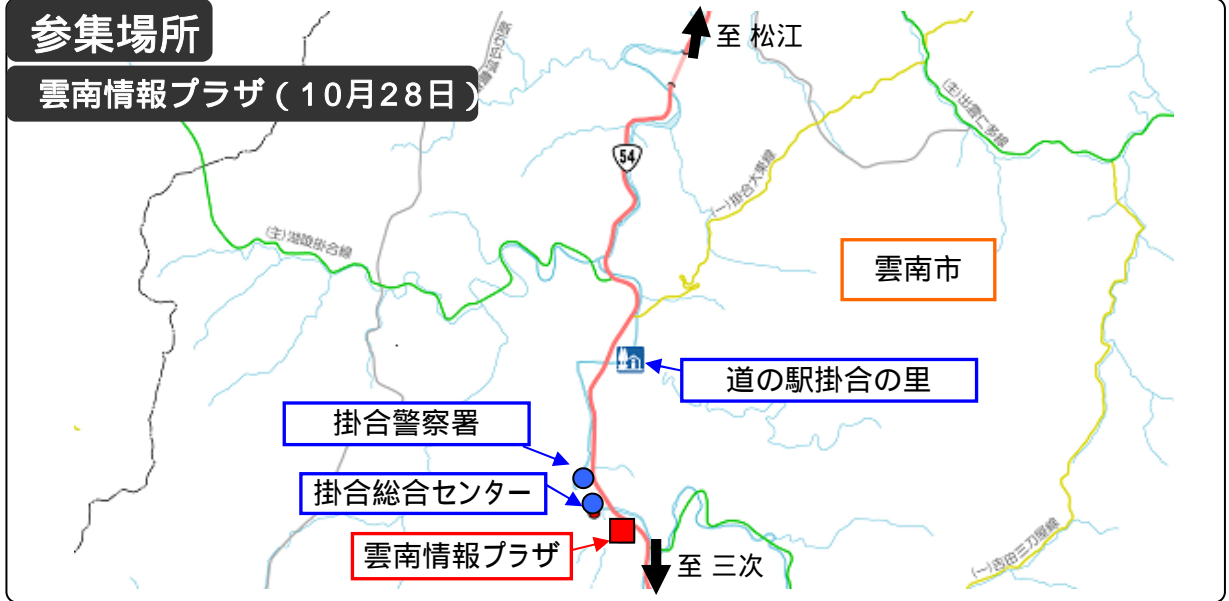 参集場所
雲南情報プラザ（10月28日）
至 松江
54
(主)出雲仁多線
(一)掛合大東線
(主)湖陵掛合線
雲南市
道の駅掛合の里
掛合警察署
掛合総合センター
雲南情報プラザ
至 三次
(一)吉田三刀屋線